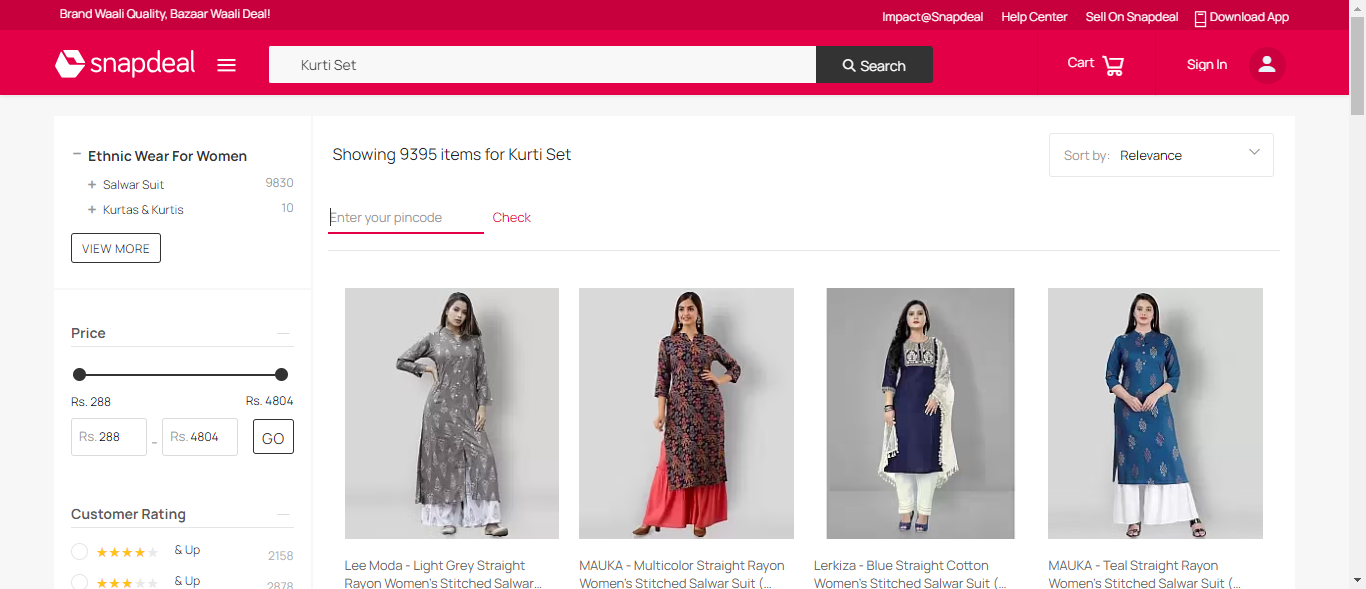 Brand Waali Quality, Bazaar Waali Deal!
Impact@Snapdeal Help Center Sell On Snapdeal Download App
snapdeal
Kurti Set
Search
Cart
Sign In
Ethnic Wear For Women
+ Salwar Suit 9830
+ Kurtas & Kurtis 10
VIEW MORE
Price
Rs. 288 Rs. 4804
Rs. 288 - Rs. 4804 GO
Customer Rating
& Up 2158
& Up 2878
Showing 9395 items for Kurti Set
Sort by: Relevance
Enter your pincode Check
Lee Moda - Light Grey Straight
Rayon Women's Stitched Salwar...
MAUKA - Multicolor Straight Rayon
Women's Stitched Salwar Suit (...
Lerkiza - Blue Straight Cotton
Women's Stitched Salwar Suit (...
MAUKA - Teal Straight Rayon
Women's Stitched Salwar Suit (...